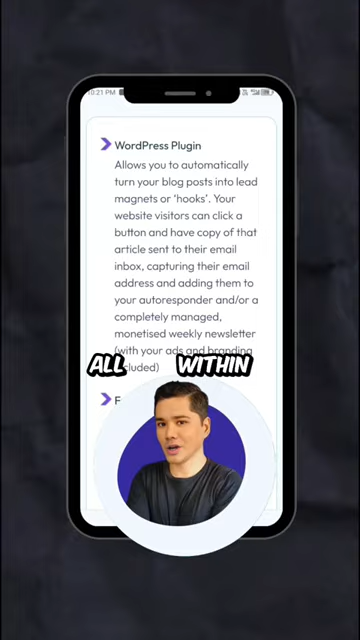 10:21 PM
WordPress Plugin
Allows you to automatically
turn your blog posts into lead
magnets or 'hooks'. Your
website visitors can click a
button and have copy of that
article sent to their email
inbox, capturing their email
address and adding them to
your autoresponder and/or a
completely managed,
monetised weekly newsletter
(with your ads and branding
included)
ALL WITHIN